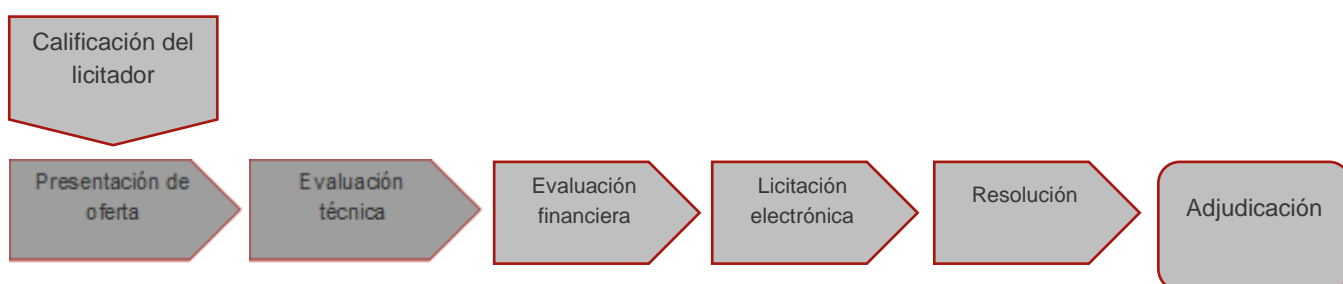 Calificación del
licitador
Presentación de
oferta
Evaluación
técnica
Evaluación
financiera
Licitación
electrónica
Resolución
Adjudicación